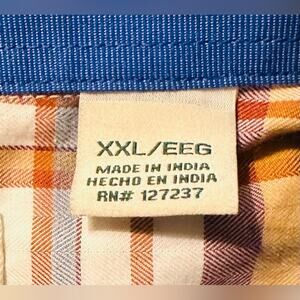 XXL/EEG
MADE IN INDIA
HECHO EN INDIA
RN# 127237